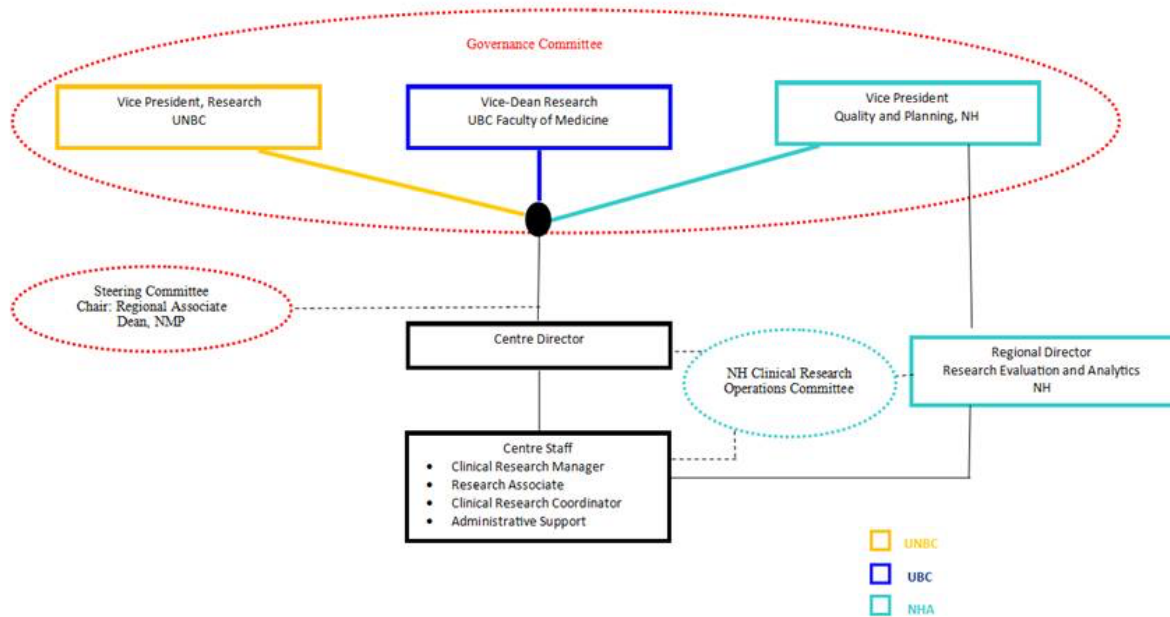 Governance Committee
Vice President, Research
UNBC
Vice-Dean Research
UBC Faculty of Medicine
Vice President
Quality and Planning, NH
Steering Committee
Chair: Regional Associate
Dean, NMP
Centre Director
NH Clinical Research
Operations Committee
Regional Director
Research Evaluation and Analytics
NH
Centre Staff
• Clinical Research Manager
• Research Associate
• Clinical Research Coordinator
• Administrative Support
UNBC
UBC
NHA